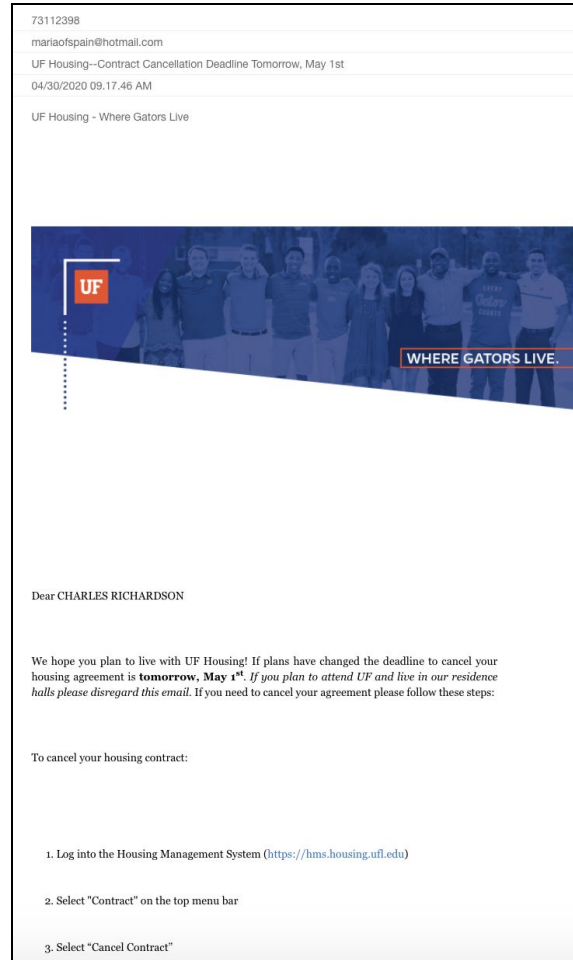 73112398
mariaofspain@hotmail.com
UF Housing--Contract Cancellation Deadline Tomorrow, May 1st
04/30/2020 09.17.46 AM
UF Housing - Where Gators Live
UF
EVERY
Gator
COUNTS
WHERE GATORS LIVE.
Dear CHARLES RICHARDSON
We hope you plan to live with UF Housing! If plans have changed the deadline to cancel your
housing agreement is tomorrow, May 1st. If you plan to attend UF and live in our residence
halls please disregard this email. If you need to cancel your agreement please follow these steps:
To cancel your housing contract:
1. Log into the Housing Management System (https://hms.housing.ufl.edu)
2. Select "Contract" on the top menu bar
3. Select “Cancel Contract”